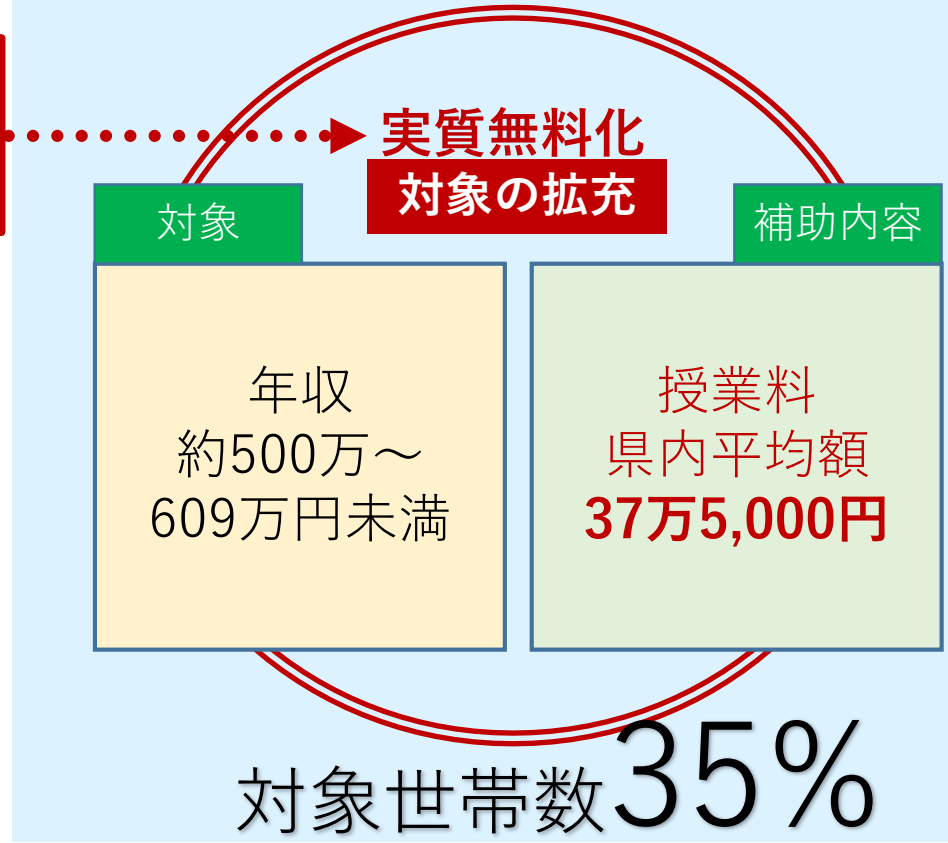 実質無料化
対象の拡充
対象
補助内容
年収
約500万～
609万円未満
授業料
県内平均額
37万5,000円
対象世帯数35%